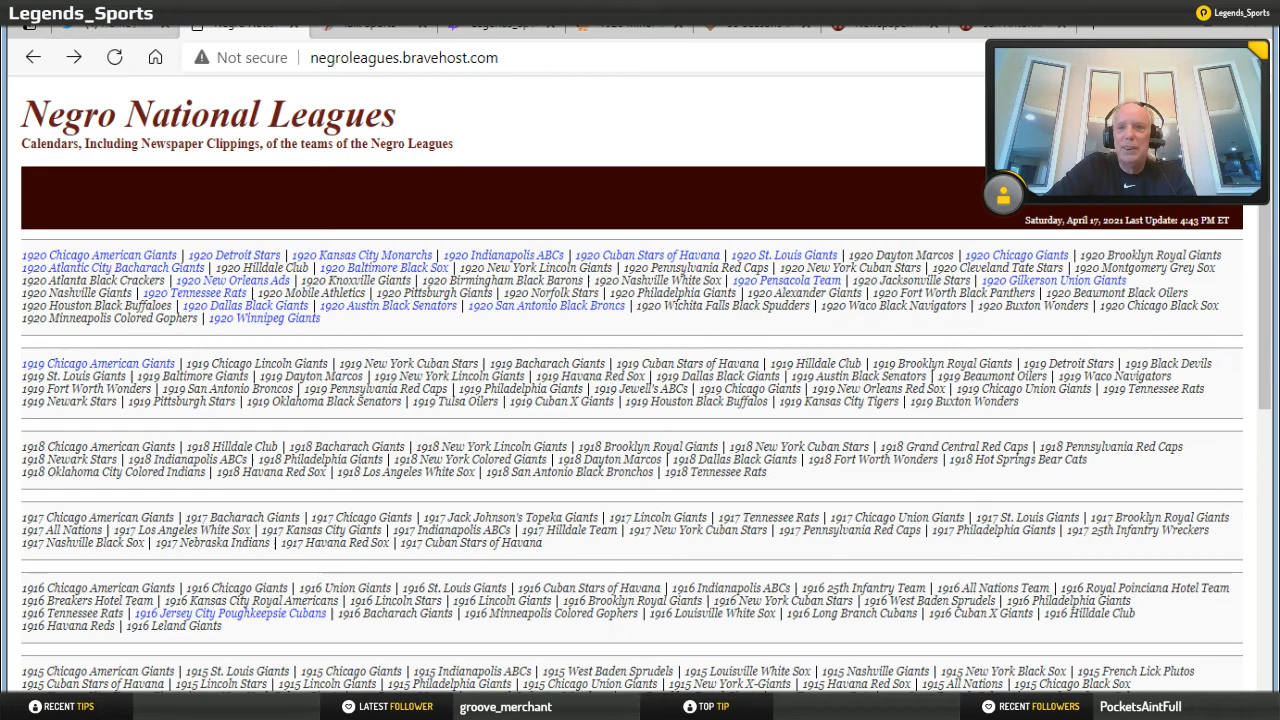 Legends_Sports
Legends_Sports
Not secure | negroleagues.bravehost.com
Negro National Leagues
Calendars, Including Newspaper Clippings, of the teams of the Negro Leagues
Saturday, April 17, 2021 Last Update: 4:43 PM ET
1920 Chicago American Giants | 1920 Detroit Stars | 1920 Kansas City Monarchs | 1920 Indianapolis ABCs | 1920 Cuban Stars of Havana | 1920 St. Louis Giants | 1920 Dayton Marcos | 1920 Chicago Giants | 1920 Brooklyn Royal Giants
1920 Atlantic City Bacharach Giants | 1920 Hilldale Club | 1920 Baltimore Black Sox | 1920 New York Lincoln Giants | 1920 Pennsylvania Red Caps | 1920 New York Cuban Stars | 1920 Cleveland Tate Stars | 1920 Montgomery Grey Sox
1920 Atlanta Black Crackers | 1920 New Orleans Ads | 1920 Knoxville Giants | 1920 Birmingham Black Barons | 1920 Nashville White Sox | 1920 Pensacola Team | 1920 Jacksonville Stars | 1920 Gilkerson Union Giants
1920 Nashville Giants | 1920 Tennessee Rats | 1920 Mobile Athletics | 1920 Pittsburgh Giants | 1920 Norfolk Stars | 1920 Philadelphia Giants | 1920 Alexander Giants | 1920 Fort Worth Black Panthers | 1920 Beaumont Black Oilers
1920 Houston Black Buffaloes | 1920 Dallas Black Giants | 1920 Austin Black Senators | 1920 San Antonio Black Broncs | 1920 Wichita Falls Black Spudders | 1920 Waco Black Navigators | 1920 Buxton Wonders | 1920 Chicago Black Sox
1920 Minneapolis Colored Gophers | 1920 Winnipeg Giants
1919 Chicago American Giants | 1919 Chicago Lincoln Giants | 1919 New York Cuban Stars | 1919 Bacharach Giants | 1919 Cuban Stars of Havana | 1919 Hilldale Club | 1919 Brooklyn Royal Giants | 1919 Detroit Stars | 1919 Black Devils
1919 St. Louis Giants | 1919 Baltimore Giants | 1919 Dayton Marcos | 1919 New York Lincoln Giants | 1919 Havana Red Sox | 1919 Dallas Black Giants | 1919 Austin Black Senators | 1919 Beaumont Oilers | 1919 Waco Navigators
1919 Fort Worth Wonders | 1919 San Antonio Broncos | 1919 Pennsylvania Red Caps | 1919 Philadelphia Giants | 1919 Jewell's ABCs | 1919 Chicago Giants | 1919 New Orleans Red Sox | 1919 Chicago Union Giants | 1919 Tennessee Rats
1919 Newark Stars | 1919 Pittsburgh Stars | 1919 Oklahoma Black Senators | 1919 Tulsa Oilers | 1919 Cuban X Giants | 1919 Houston Black Buffalos | 1919 Kansas City Tigers | 1919 Buxton Wonders
1918 Chicago American Giants | 1918 Hilldale Club | 1918 Bacharach Giants | 1918 New York Lincoln Giants | 1918 Brooklyn Royal Giants | 1918 New York Cuban Stars | 1918 Grand Central Red Caps | 1918 Pennsylvania Red Caps
1918 Newark Stars | 1918 Indianapolis ABCs | 1918 Philadelphia Giants | 1918 New York Colored Giants | 1918 Dayton Marcos | 1918 Dallas Black Giants | 1918 Fort Worth Wonders | 1918 Hot Springs Bear Cats
1918 Oklahoma City Colored Indians | 1918 Havana Red Sox | 1918 Los Angeles White Sox | 1918 San Antonio Black Bronchos | 1918 Tennessee Rats
1917 Chicago American Giants | 1917 Bacharach Giants | 1917 Chicago Giants | 1917 Jack Johnson's Topeka Giants | 1917 Lincoln Giants | 1917 Tennessee Rats | 1917 Chicago Union Giants | 1917 St. Louis Giants | 1917 Brooklyn Royal Giants
1917 All Nations | 1917 Los Angeles White Sox | 1917 Kansas City Giants | 1917 Indianapolis ABCs | 1917 Hilldale Team | 1917 New York Cuban Stars | 1917 Pennsylvania Red Caps | 1917 Philadelphia Giants | 1917 25th Infantry Wreckers
1917 Nashville Black Sox | 1917 Nebraska Indians | 1917 Havana Red Sox | 1917 Cuban Stars of Havana
1916 Chicago American Giants | 1916 Chicago Giants | 1916 Union Giants | 1916 St. Louis Giants | 1916 Cuban Stars of Havana | 1916 Indianapolis ABCs | 1916 25th Infantry Team | 1916 All Nations Team | 1916 Royal Poinciana Hotel Team
1916 Breakers Hotel Team | 1916 Kansas City Royal Americans | 1916 Lincoln Stars | 1916 Lincoln Giants | 1916 Brooklyn Royal Giants | 1916 New York Cuban Stars | 1916 West Baden Sprudels | 1916 Philadelphia Giants
1916 Tennessee Rats | 1916 Jersey City Poughkeepsie Cubans | 1916 Bacharach Giants | 1916 Minneapolis Colored Gophers | 1916 Louisville White Sox | 1916 Long Branch Cubans | 1916 Cuban X Giants | 1916 Hilldale Club
1916 Havana Reds | 1916 Leland Giants
1915 Chicago American Giants | 1915 St. Louis Giants | 1915 Chicago Giants | 1915 Indianapolis ABCs | 1915 West Baden Sprudels | 1915 Louisville White Sox | 1915 Nashville Giants | 1915 New York Black Sox | 1915 French Lick Plutos
1915 Cuban Stars of Havana | 1915 Lincoln Stars | 1915 Lincoln Giants | 1915 Philadelphia Giants | 1915 Chicago Union Giants | 1915 New York X-Giants | 1915 Havana Red Sox | 1915 All Nations | 1915 Chicago Black Sox
RECENT TIPS LATEST FOLLOWER groove_merchant TOP TIP RECENT FOLLOWERS PocketsAintFull